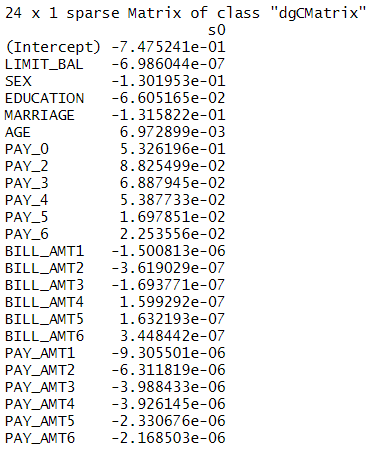 24 x 1 sparse Matrix of class "dgCMatrix"
s0
(Intercept) -7.475241e-01
LIMIT_BAL -6.986044e-07
SEX -1.301953e-01
EDUCATION -6.605165e-02
MARRIAGE -1.315822e-01
AGE 6.972899e-03
PAY_0 5.326196e-01
PAY_2 8.825499e-02
PAY_3 6.887945e-02
PAY_4 5.387733e-02
PAY_5 1.697851e-02
PAY_6 2.253556e-02
BILL_AMT1 -1.500813e-06
BILL_AMT2 -3.619029e-07
BILL_AMT3 -1.693771e-07
BILL_AMT4 1.599292e-07
BILL_AMT5 1.632193e-07
BILL_AMT6 3.448442e-07
PAY_AMT1 -9.305501e-06
PAY_AMT2 -6.311819e-06
PAY_AMT3 -3.988433e-06
PAY_AMT4 -3.926145e-06
PAY_AMT5 -2.330676e-06
PAY_AMT6 -2.168503e-06